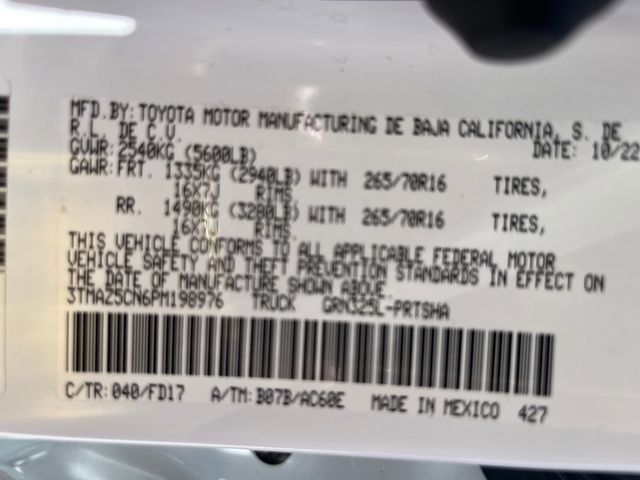 MFD.BY: TOYOTA MOTOR MANUFACTURING DE BAJA CALIFORNIA, S. DE
R.L. DE C.V. DATE: 10/22
GVWR: 2540KG (5600LB)
GAWR: FRT. 1335KG (2940LB) WITH 265/70R16 TIRES,
16X7J RIMS,
RR. 1490KG (3280LB) WITH 265/70R16 TIRES,
16X7J RIMS.
THIS VEHICLE CONFORMS TO ALL APPLICABLE FEDERAL MOTOR
VEHICLE SAFETY AND THEFT PREVENTION STANDARDS IN EFFECT ON
THE DATE OF MANUFACTURE SHOWN ABOVE.
3TMAZ5CN6PM198976 TRUCK GRN325L-PRTSHA
C/TR: 040/FD17 A/TM: B07B/AC60E MADE IN MEXICO 427